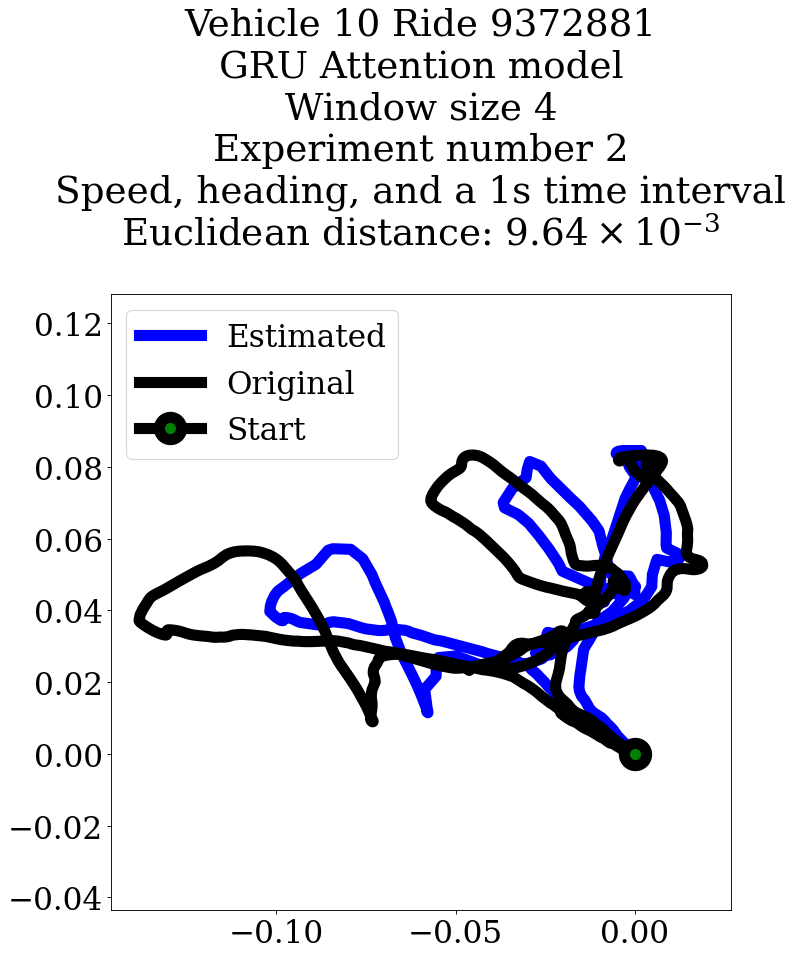 Vehicle 10 Ride 9372881
GRU Attention model
Window size 4
Experiment number 2
Speed, heading, and a 1s time interval
Euclidean distance: 9.64 × 10⁻³
0.12
0.10
0.08
0.06
0.04
0.02
0.00
−0.02
−0.04
Estimated
Original
Start
−0.10
−0.05
0.00